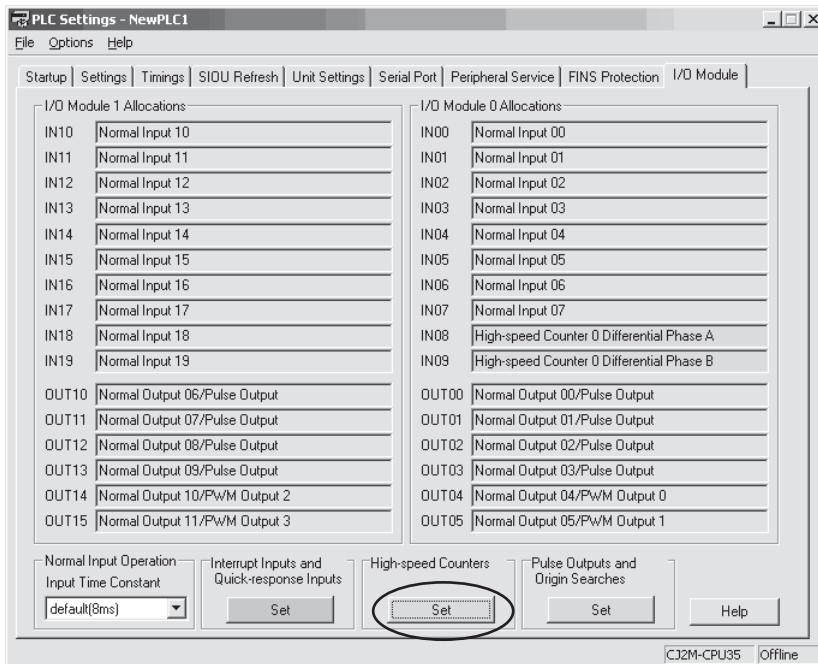 PLC Settings - NewPLC1
File Options Help
Startup Settings Timings SIOU Refresh Unit Settings Serial Port Peripheral Service FINS Protection I/O Module
I/O Module 1 Allocations
IN10 Normal Input 10
IN11 Normal Input 11
IN12 Normal Input 12
IN13 Normal Input 13
IN14 Normal Input 14
IN15 Normal Input 15
IN16 Normal Input 16
IN17 Normal Input 17
IN18 Normal Input 18
IN19 Normal Input 19
OUT10 Normal Output 06/Pulse Output
OUT11 Normal Output 07/Pulse Output
OUT12 Normal Output 08/Pulse Output
OUT13 Normal Output 09/Pulse Output
OUT14 Normal Output 10/PWM Output 2
OUT15 Normal Output 11/PWM Output 3
I/O Module 0 Allocations
IN00 Normal Input 00
IN01 Normal Input 01
IN02 Normal Input 02
IN03 Normal Input 03
IN04 Normal Input 04
IN05 Normal Input 05
IN06 Normal Input 06
IN07 Normal Input 07
IN08 High-speed Counter 0 Differential Phase A
IN09 High-speed Counter 0 Differential Phase B
OUT00 Normal Output 00/Pulse Output
OUT01 Normal Output 01/Pulse Output
OUT02 Normal Output 02/Pulse Output
OUT03 Normal Output 03/Pulse Output
OUT04 Normal Output 04/PWM Output 0
OUT05 Normal Output 05/PWM Output 1
Normal Input Operation
Input Time Constant
default(8ms)
Interrupt Inputs and
Quick-response Inputs
Set
High-speed Counters
Set
Pulse Outputs and
Origin Searches
Set
Help
CJ2M-CPU35 Offline